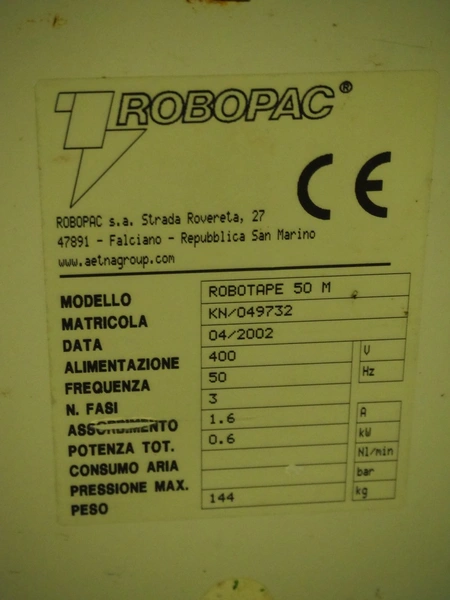 ROBOPAC®
CE
ROBOPAC s.a. Strada Rovereta, 27
47891 - Falciano - Repubblica San Marino
www.aetnagroup.com
MODELLO ROBOTAPE 50 M
MATRICOLA KN/049732
DATA 04/2002
ALIMENTAZIONE 400 V
FREQUENZA 50 Hz
N. FASI 3
ASSORBIMENTO 1.6 A
POTENZA TOT. 0.6 kW
CONSUMO ARIA Nl/min
PRESSIONE MAX. bar
PESO 144 kg